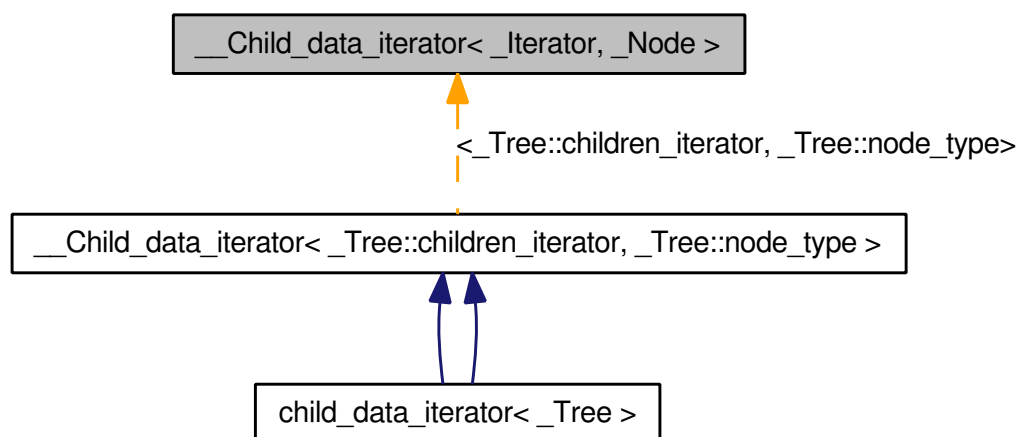 __Child_data_iterator< _Iterator, _Node >
<_Tree::children_iterator, _Tree::node_type>
__Child_data_iterator< _Tree::children_iterator, _Tree::node_type >
child_data_iterator< _Tree >